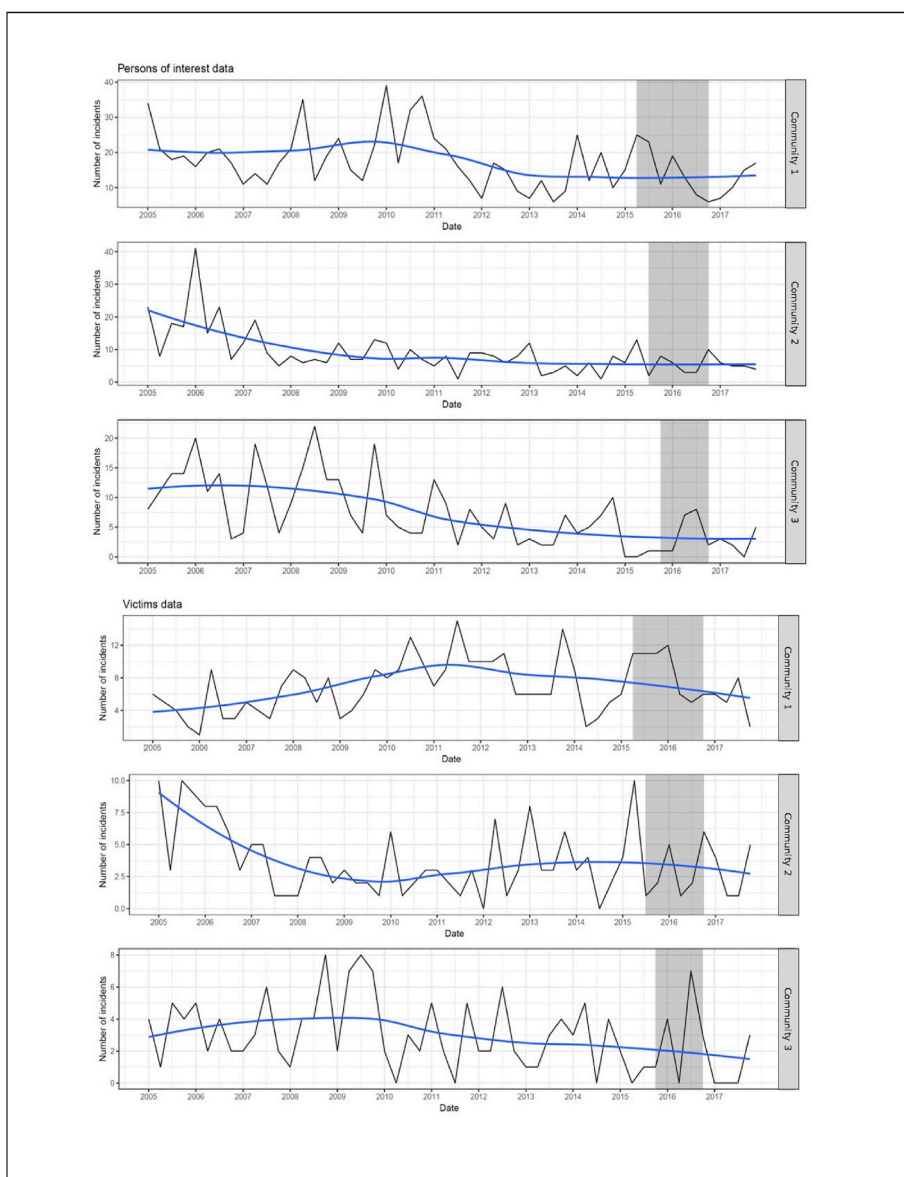 Persons of interest data
Number of incidents
40
30
20
10
2005 2006 2007 2008 2009 2010 2011 2012 2013 2014 2015 2016 2017
Date
Community 1
Number of incidents
40
30
20
10
0
2005 2006 2007 2008 2009 2010 2011 2012 2013 2014 2015 2016 2017
Date
Community 2
Number of incidents
20
15
10
5
0
2005 2006 2007 2008 2009 2010 2011 2012 2013 2014 2015 2016 2017
Date
Community 3
Victims data
Number of incidents
12
8
4
2005 2006 2007 2008 2009 2010 2011 2012 2013 2014 2015 2016 2017
Date
Community 1
Number of incidents
10.0
7.5
5.0
2.5
0.0
2005 2006 2007 2008 2009 2010 2011 2012 2013 2014 2015 2016 2017
Date
Community 2
Number of incidents
8
6
4
2
0
2005 2006 2007 2008 2009 2010 2011 2012 2013 2014 2015 2016 2017
Date
Community 3